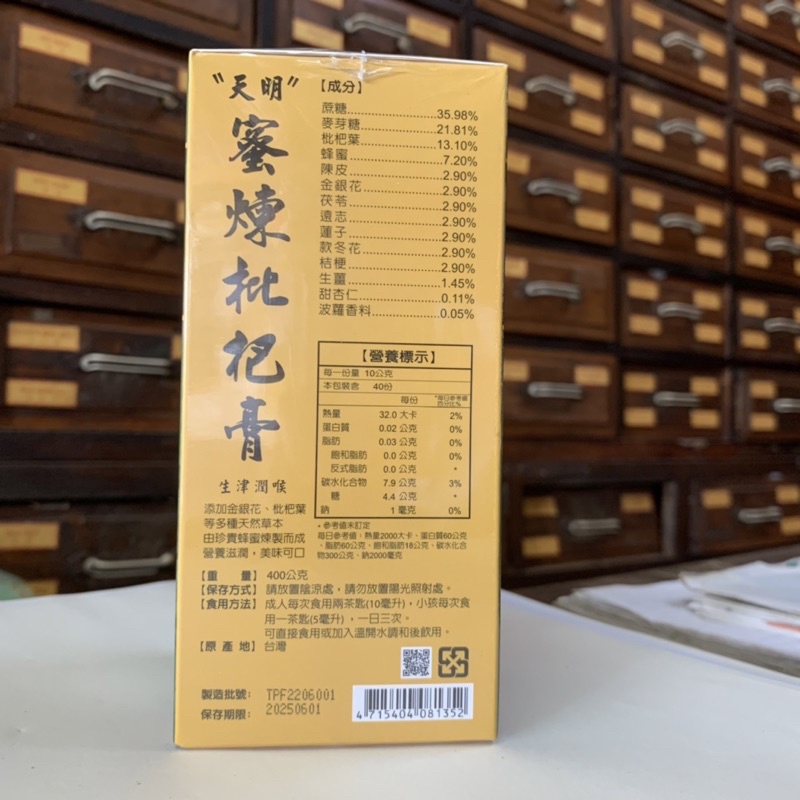 "天明"
蜜煉枇杷膏
生津潤喉
添加金銀花、枇杷葉
等多種天然草本
由珍貴蜂蜜煉製而成
營養滋潤，美味可口
【成分】
蔗糖................35.98%
麥芽糖................21.81%
枇杷葉................13.10%
蜂蜜................7.20%
陳皮................2.90%
金銀花................2.90%
茯苓................2.90%
遠志................2.90%
蓮子................2.90%
款冬花................2.90%
桔梗................2.90%
生薑................1.45%
甜杏仁................0.11%
波蘿香料................0.05%
【營養標示】
每一份量 10公克
本包裝含 40份
每份 *每日參考值百分比%
熱量 32.0 大卡 2%
蛋白質 0.02 公克 0%
脂肪 0.03 公克 0%
飽和脂肪 0.0 公克 0%
反式脂肪 0.0 公克 *
碳水化合物 7.9 公克 3%
糖 4.4 公克 *
鈉 1 毫克 0%
* 參考值未訂定
每日參考值：熱量2000大卡、蛋白質60公克
、脂肪60公克、飽和脂肪18公克、碳水化合
物300公克、鈉2000毫克
【重 量】 400公克
【保存方式】 請放置陰涼處，請勿放置陽光照射處。
【食用方法】 成人每次食用兩茶匙(10毫升)，小孩每次食
用一茶匙(5毫升)，一日三次。
可直接食用或加入溫開水調和後飲用。
【原 產 地】 台灣
製造批號： TPF2206001
保存期限： 20250601
4 715404 081352